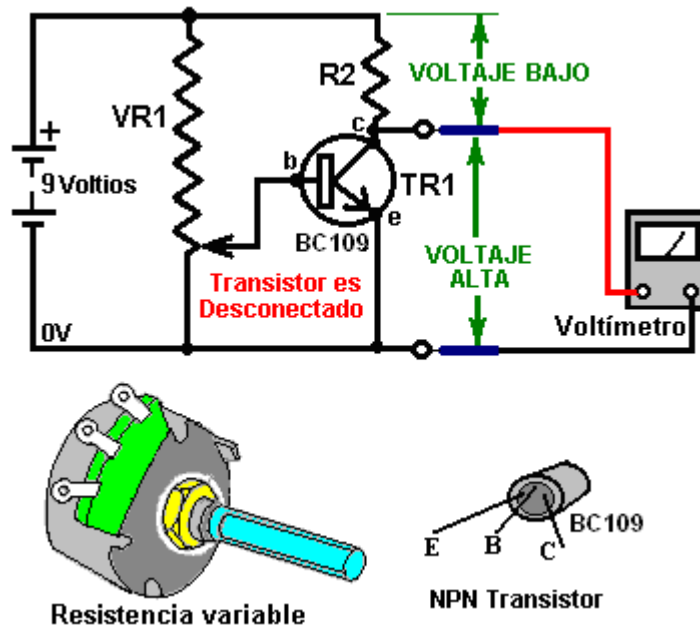 VR1
R2
VOLTAJE BAJO
c
+
b
9 Voltios
TR1
e
BC109
VOLTAJE
ALTA
Transistor es
Desconectado
0V
Voltímetro
E
B
C
BC109
NPN Transistor
Resistencia variable